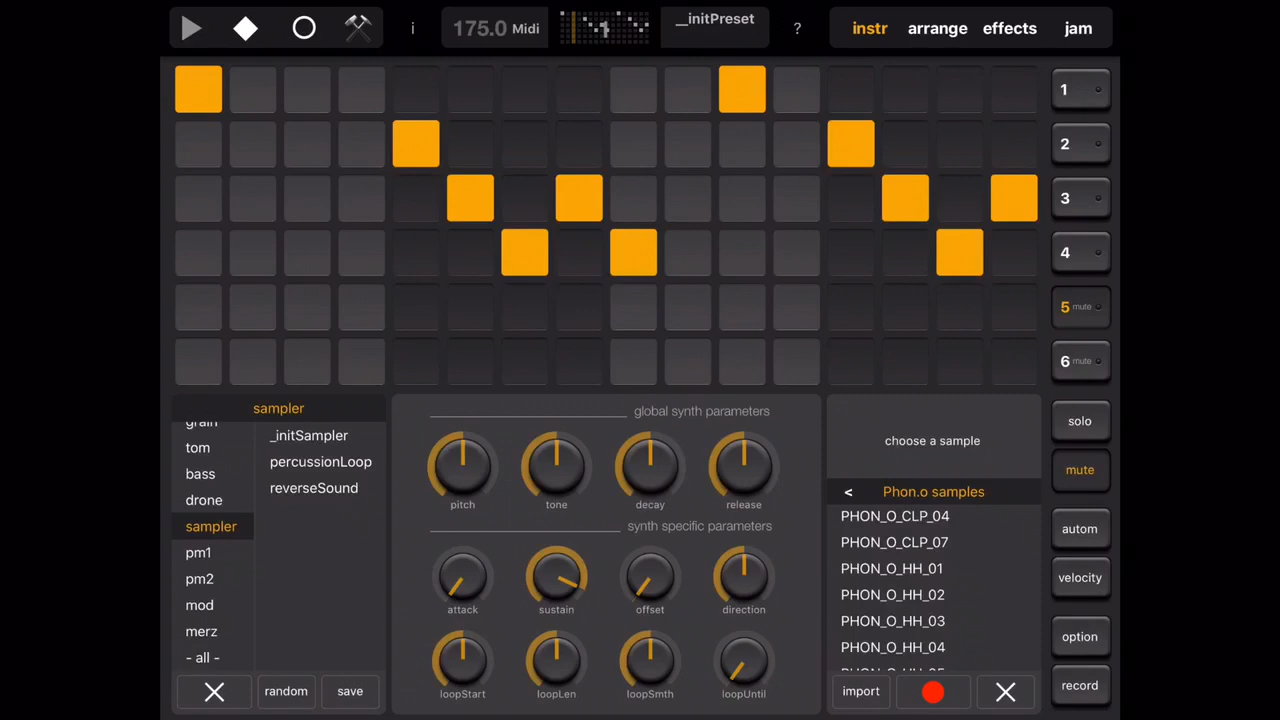 i
175.0 Midi
__initPreset
?
instr arrange effects jam
1
2
3
4
5 mute
6 mute
sampler
grain
tom
bass
drone
sampler
pm1
pm2
mod
merz
- all -
_initSampler
percussionLoop
reverseSound
random
save
global synth parameters
pitch tone decay release
synth specific parameters
attack sustain offset direction
loopStart loopLen loopSmth loopUntil
choose a sample
< Phon.o samples
PHON_O_CLP_04
PHON_O_CLP_07
PHON_O_HH_01
PHON_O_HH_02
PHON_O_HH_03
PHON_O_HH_04
PHON_O_HH_05
import
solo
mute
autom
velocity
option
record